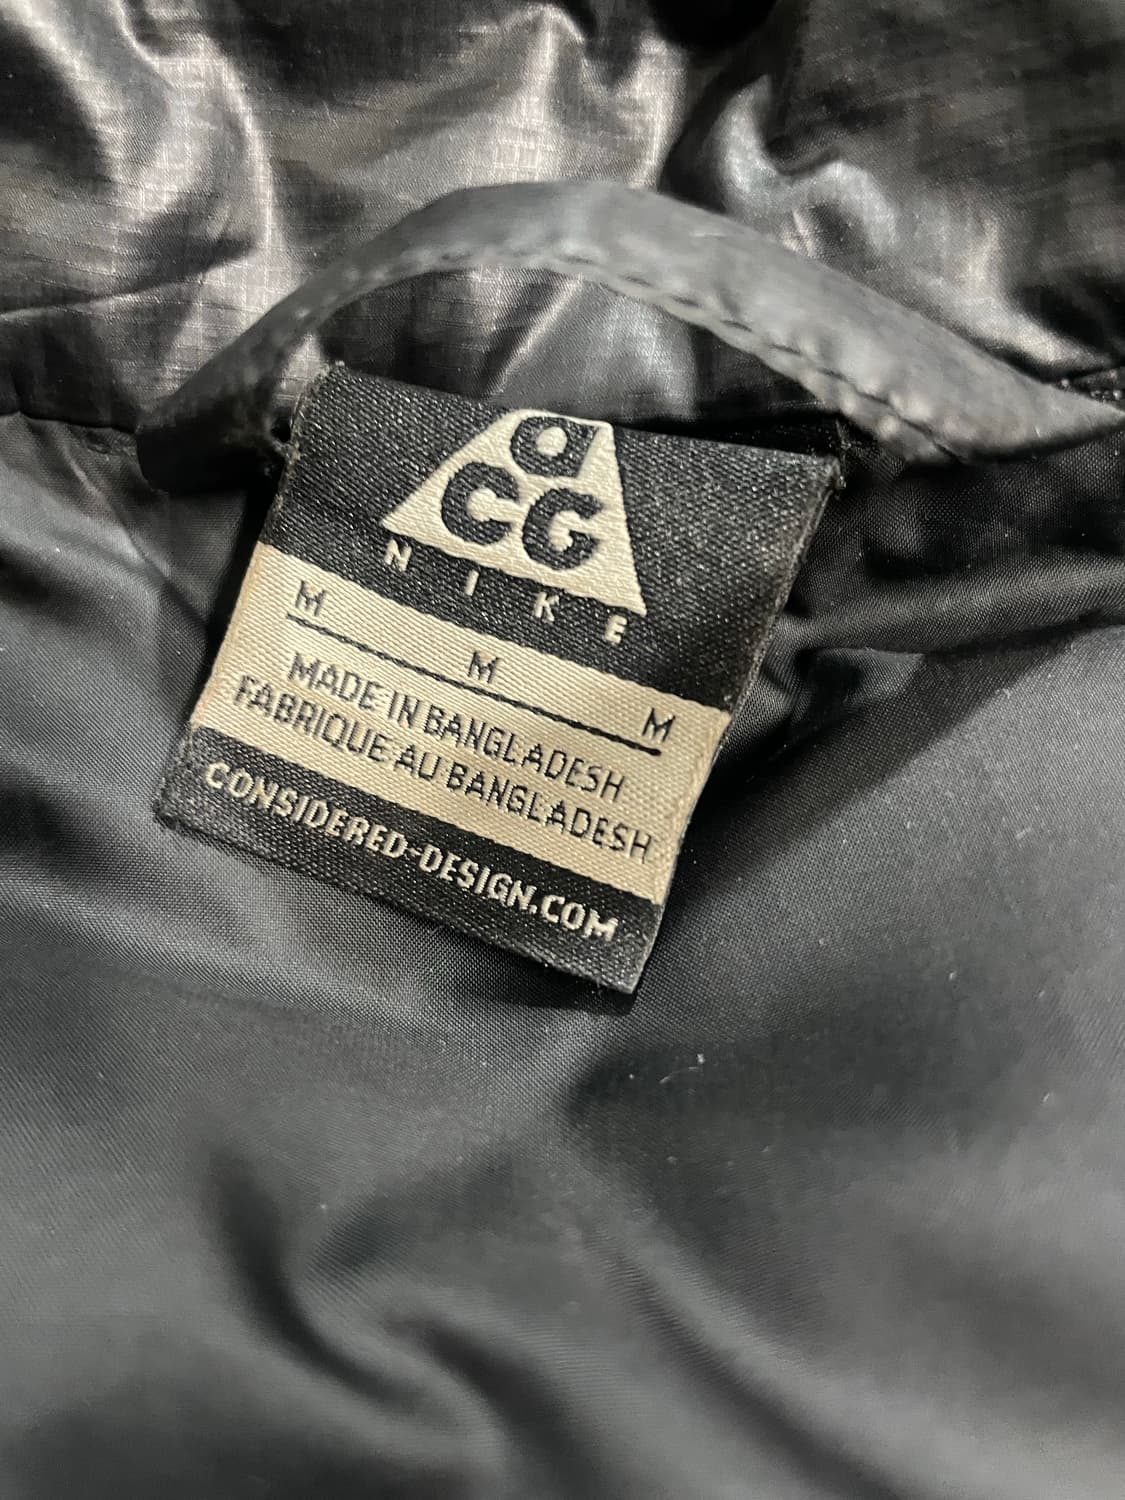 aCG
NIKE
M M M
MADE IN BANGLADESH
FABRIQUE AU BANGLADESH
CONSIDERED-DESIGN.COM